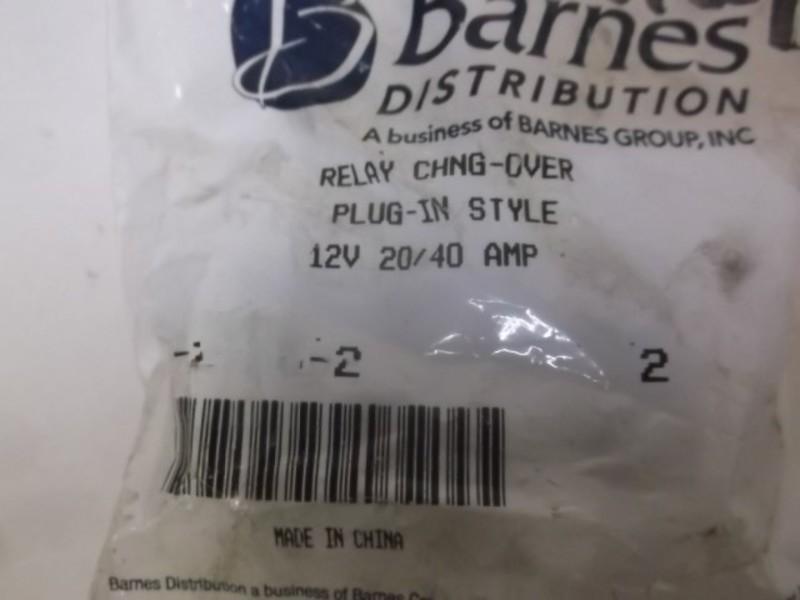 Barnes
DISTRIBUTION
A business of BARNES GROUP, INC
RELAY CHNG-OVER
PLUG-IN STYLE
12V 20/40 AMP
-2 2
MADE IN CHINA
Barnes Distribution a business of Barnes